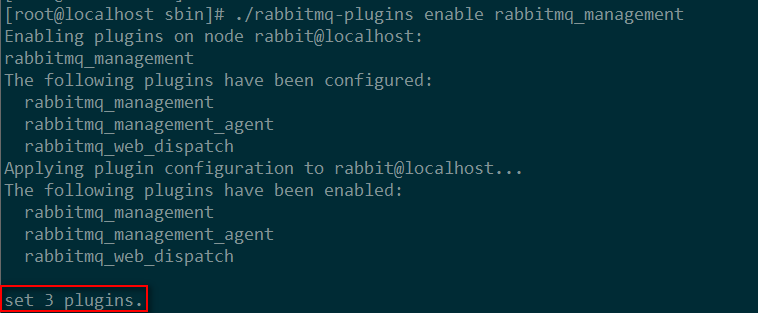 [root@localhost sbin]# ./rabbitmq-plugins enable rabbitmq_management
Enabling plugins on node rabbit@localhost:
rabbitmq_management
The following plugins have been configured:
  rabbitmq_management
  rabbitmq_management_agent
  rabbitmq_web_dispatch
Applying plugin configuration to rabbit@localhost...
The following plugins have been enabled:
  rabbitmq_management
  rabbitmq_management_agent
  rabbitmq_web_dispatch
set 3 plugins.